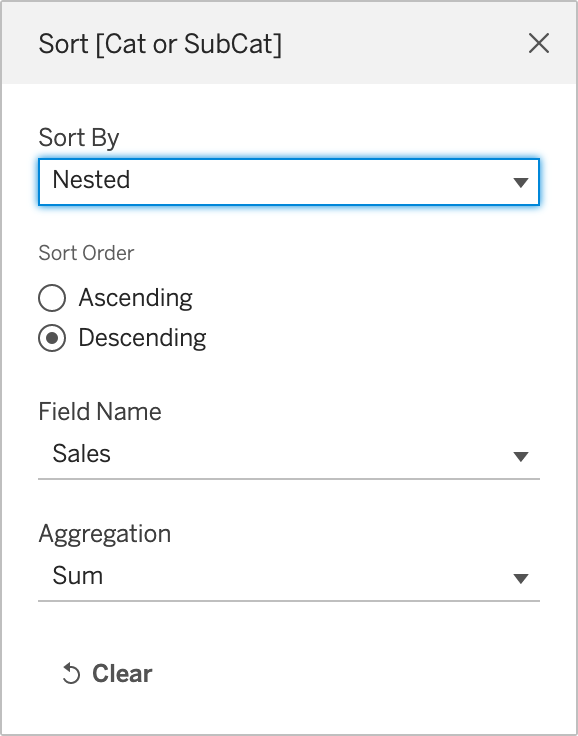 Sort [Cat or SubCat]
Sort By
Nested
Sort Order
Ascending
Descending
Field Name
Sales
Aggregation
Sum
Clear